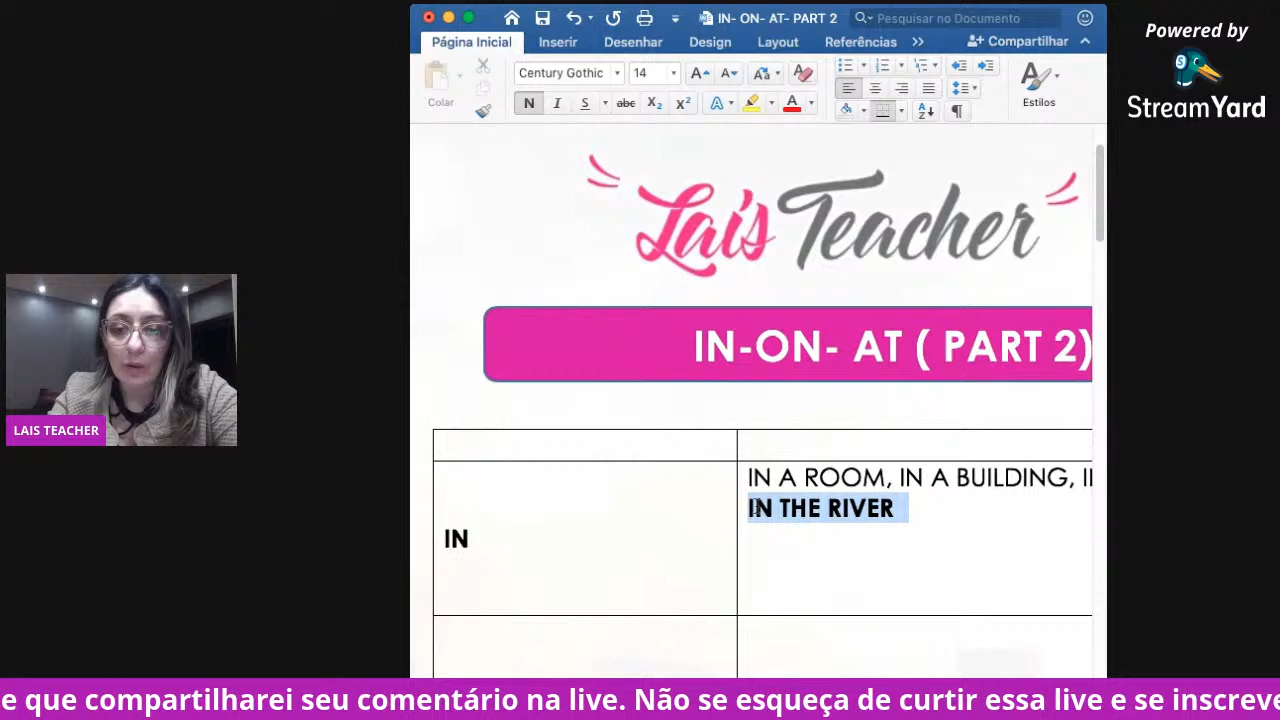 IN- ON- AT- PART 2
Pesquisar no Documento
Página Inicial
Inserir
Desenhar
Design
Layout
Referências
Compartilhar
Powered by
StreamYard
Colar
Century Gothic
14
Estilos
N I S abc X₂ X²
Lais Teacher
IN-ON- AT ( PART 2)
IN A ROOM, IN A BUILDING,
IN THE RIVER
IN
LAIS TEACHER
e que compartilharei seu comentário na live. Não se esqueça de curtir essa live e se inscreve